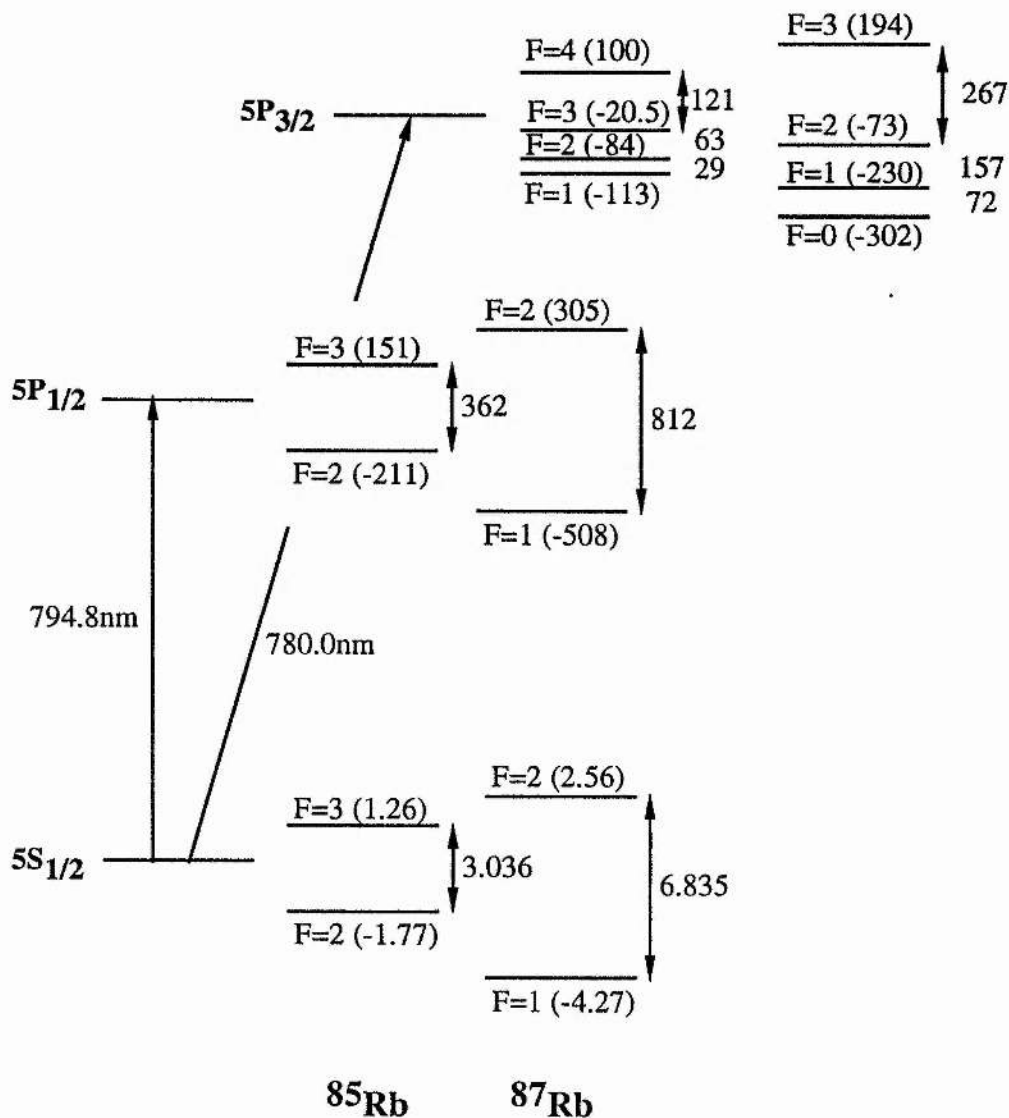 F=3 (194)
F=4 (100)
267
121
5P3/2
F=3 (-20.5)
F=2 (-73)
63
F=2 (-84)
157
29
F=1 (-230)
F=1 (-113)
72
F=0 (-302)
F=2 (305)
F=3 (151)
5P1/2
362
812
F=2 (-211)
F=1 (-508)
794.8nm
780.0nm
F=2 (2.56)
F=3 (1.26)
5S1/2
3.036
6.835
F=2 (-1.77)
F=1 (-4.27)
85Rb
87Rb